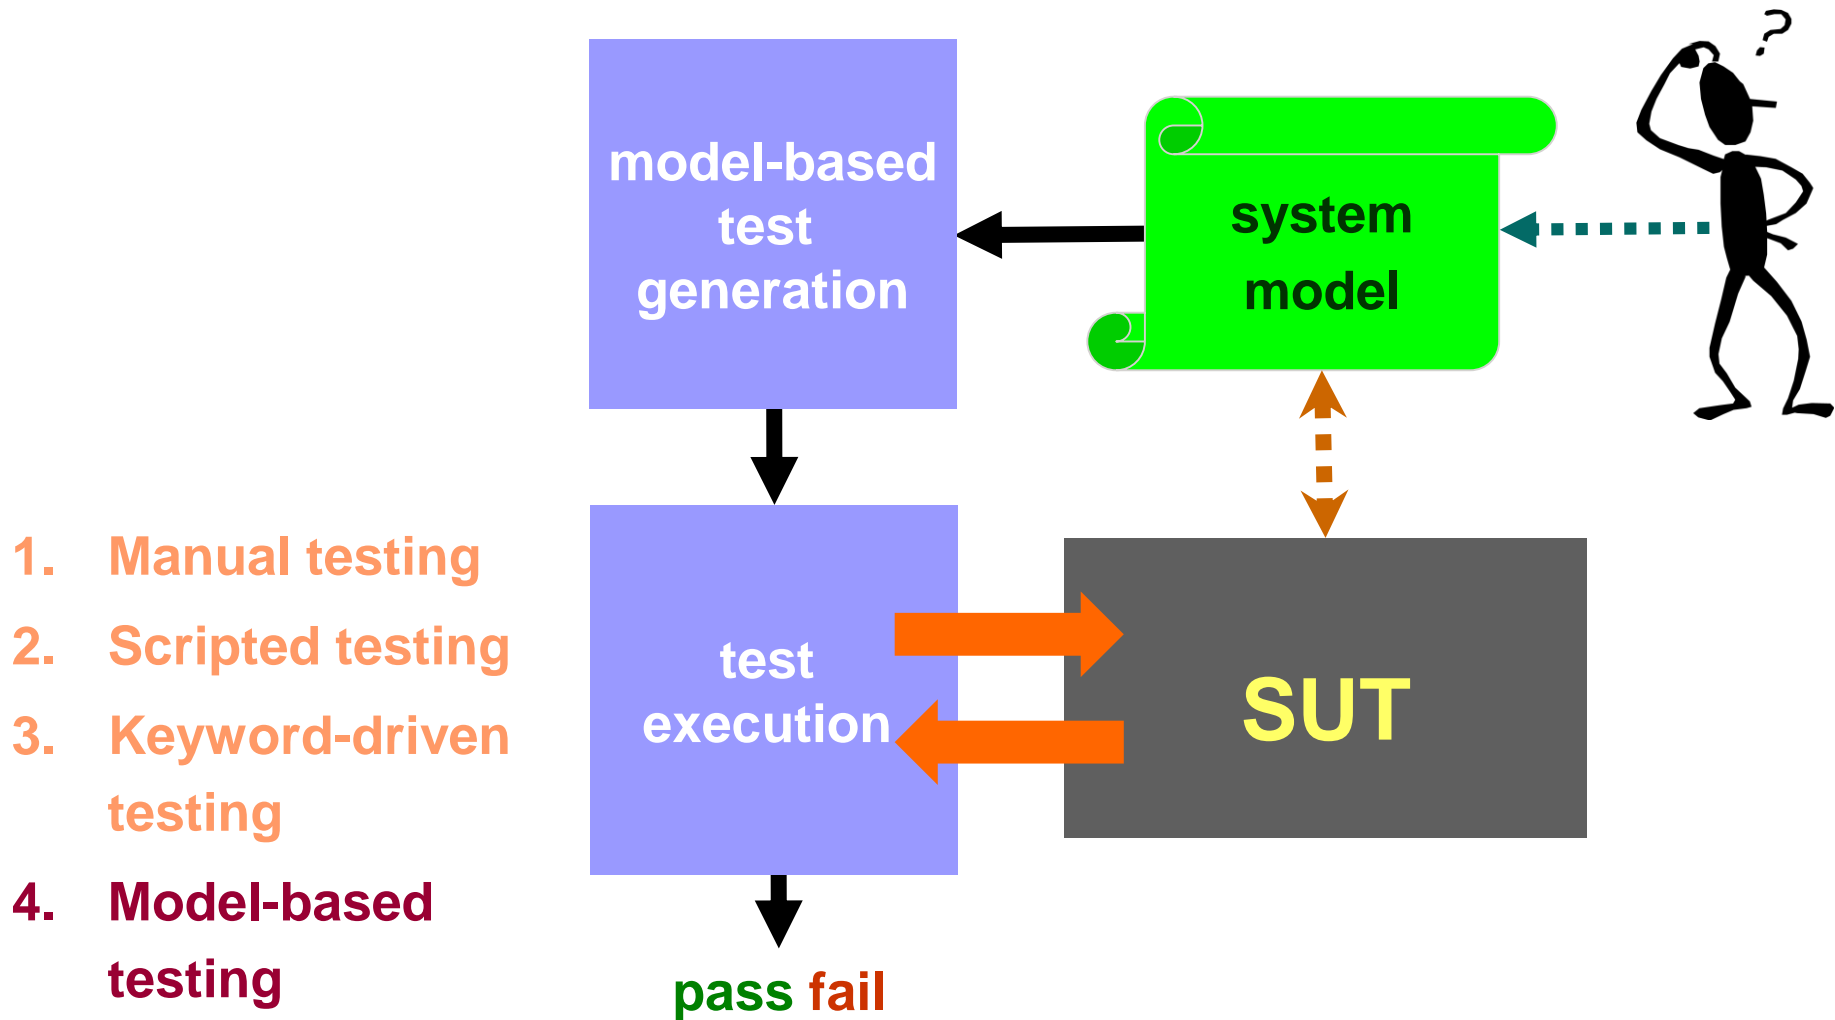 ?
model-based
test
generation
system
model
1. Manual testing
2. Scripted testing
3. Keyword-driven
testing
4. Model-based
testing
test
execution
SUT
pass fail